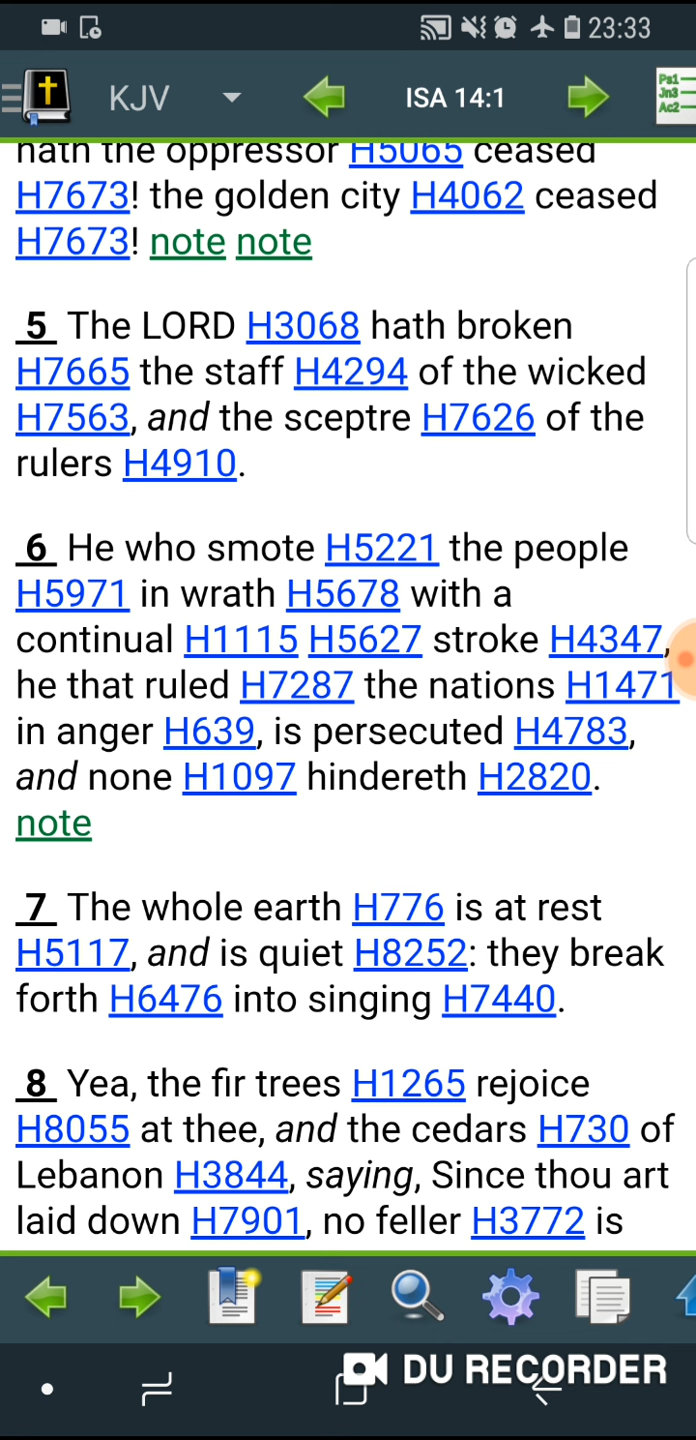 23:33
KJV
ISA 14:1
Ps1
Jn3
Ac2
hath the oppressor H5065 ceased
H7673! the golden city H4062 ceased
H7673! note note
5 The LORD H3068 hath broken
H7665 the staff H4294 of the wicked
H7563, and the sceptre H7626 of the
rulers H4910.
6 He who smote H5221 the people
H5971 in wrath H5678 with a
continual H1115 H5627 stroke H4347,
he that ruled H7287 the nations H1471
in anger H639, is persecuted H4783,
and none H1097 hindereth H2820.
note
7 The whole earth H776 is at rest
H5117, and is quiet H8252: they break
forth H6476 into singing H7440.
8 Yea, the fir trees H1265 rejoice
H8055 at thee, and the cedars H730 of
Lebanon H3844, saying, Since thou art
laid down H7901, no feller H3772 is
DU RECORDER